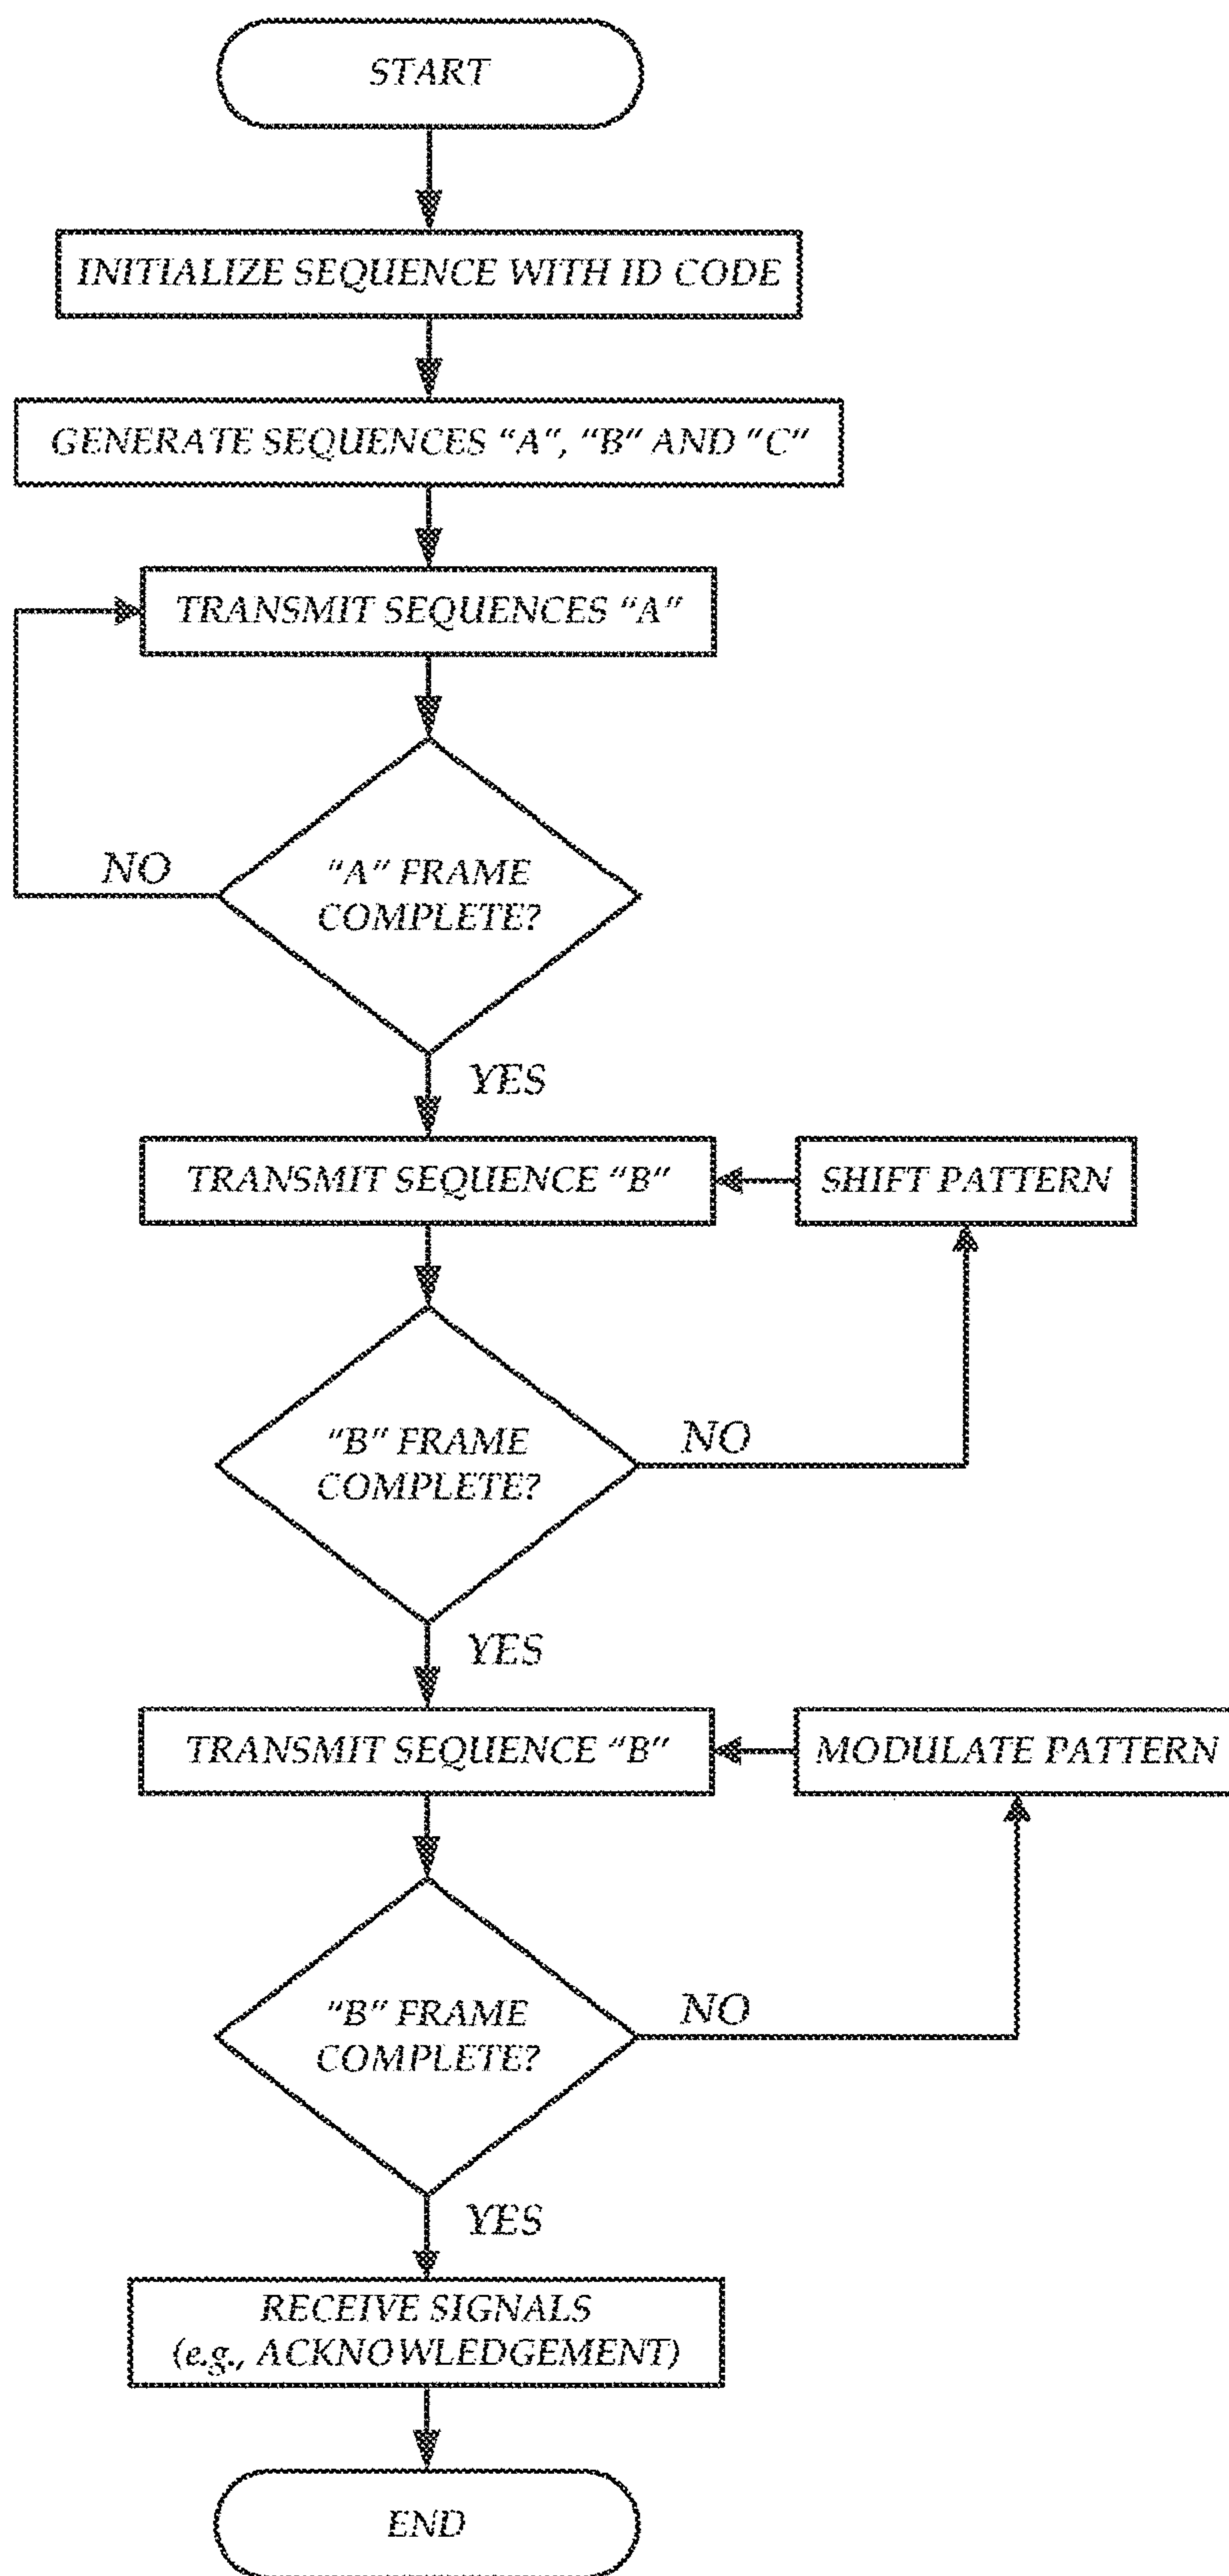 START
INITIALIZE SEQUENCE WITH ID CODE
GENERATE SEQUENCES "A", "B" AND "C"
TRANSMIT SEQUENCES "A"
NO
"A" FRAME
COMPLETE?
YES
TRANSMIT SEQUENCE "B"
SHIFT PATTERN
"B" FRAME
COMPLETE?
NO
YES
TRANSMIT SEQUENCE "B"
MODULATE PATTERN
"B" FRAME
COMPLETE?
NO
YES
RECEIVE SIGNALS
(e.g., ACKNOWLEDGEMENT)
END